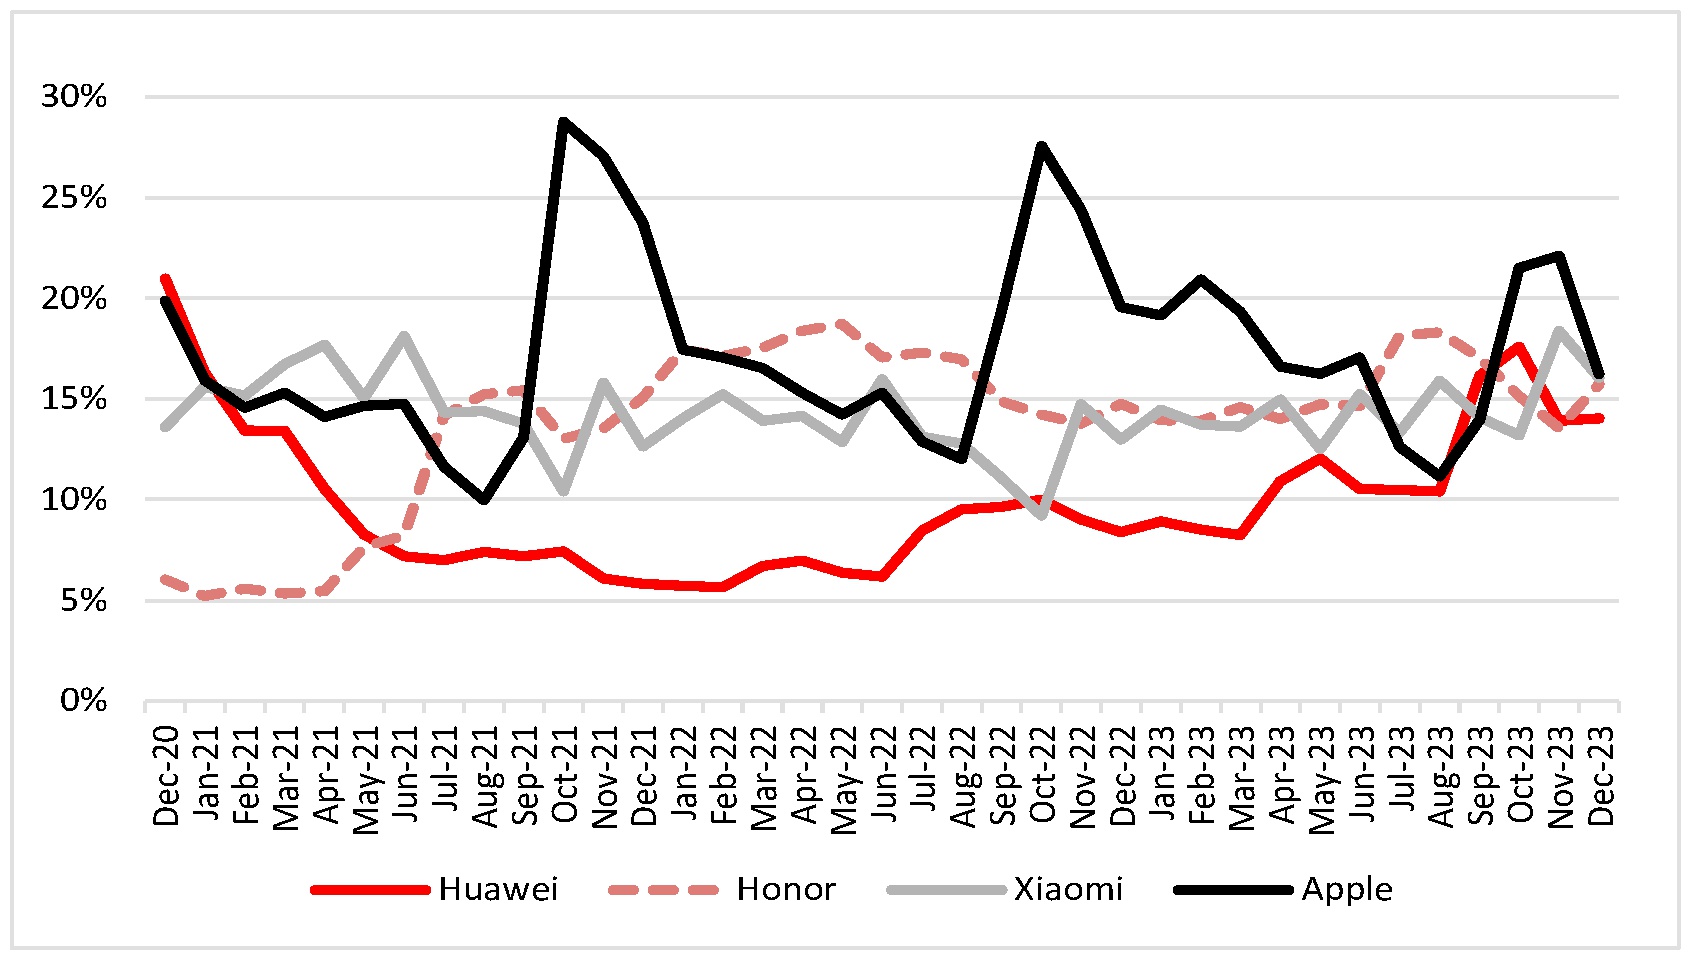 30%
25%
20%
15%
10%
5%
0%
Dec-20
Jan-21
Feb-21
Mar-21
Apr-21
May-21
Jun-21
Jul-21
Aug-21
Sep-21
Oct-21
Nov-21
Dec-21
Jan-22
Feb-22
Mar-22
Apr-22
May-22
Jun-22
Jul-22
Aug-22
Sep-22
Oct-22
Nov-22
Dec-22
Jan-23
Feb-23
Mar-23
Apr-23
May-23
Jun-23
Jul-23
Aug-23
Sep-23
Oct-23
Nov-23
Dec-23
Huawei Honor Xiaomi Apple